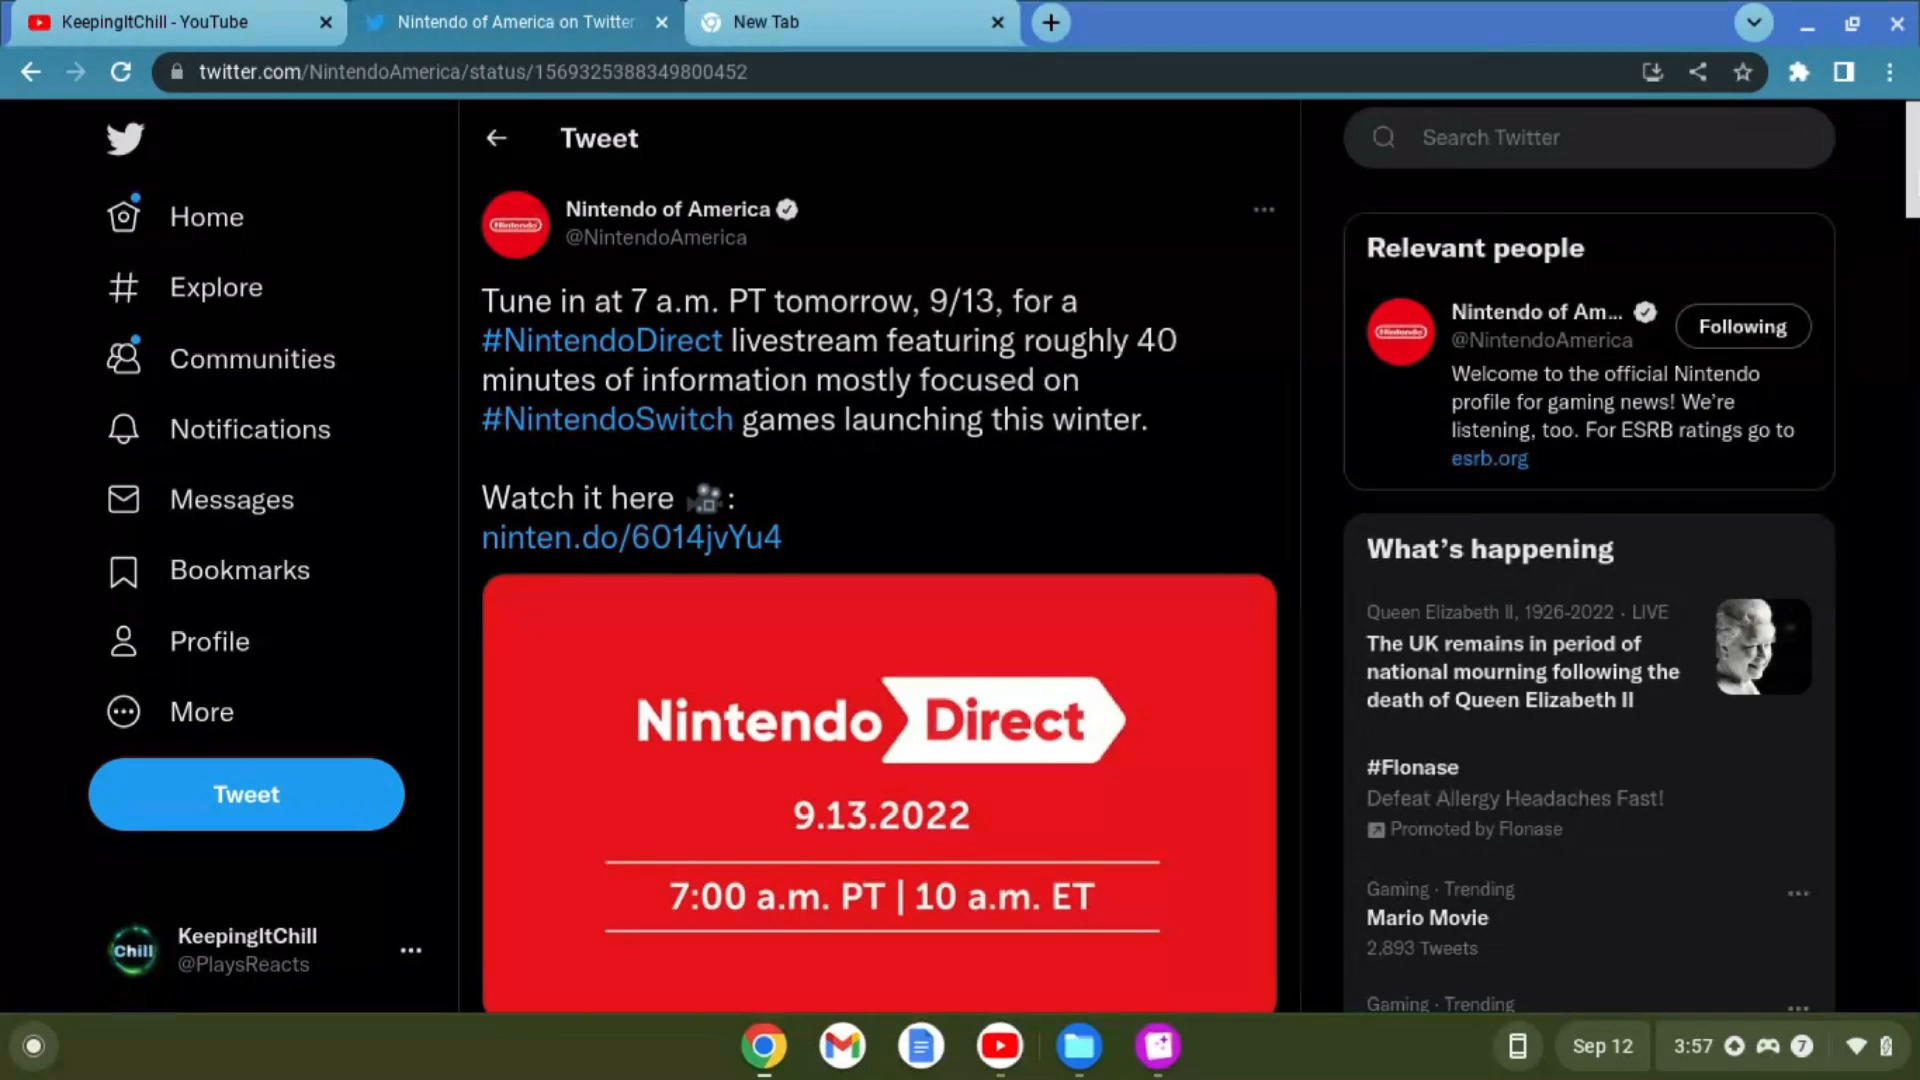 KeepingItChill - YouTube
Nintendo of America on Twitter
New Tab
twitter.com/NintendoAmerica/status/1569325388349800452
Home
Explore
Communities
Notifications
Messages
Bookmarks
Profile
More
Tweet
KeepingItChill
@PlaysReacts
Chill
Tweet
Nintendo
Nintendo of America
@NintendoAmerica
Tune in at 7 a.m. PT tomorrow, 9/13, for a
#NintendoDirect livestream featuring roughly 40
minutes of information mostly focused on
#NintendoSwitch games launching this winter.
Watch it here 🎥:
ninten.do/6014jvYu4
Nintendo Direct
9.13.2022
7:00 a.m. PT | 10 a.m. ET
Search Twitter
Relevant people
Nintendo
Nintendo of Am...
@NintendoAmerica
Following
Welcome to the official Nintendo
profile for gaming news! We’re
listening, too. For ESRB ratings go to
esrb.org
What’s happening
Queen Elizabeth II, 1926-2022 · LIVE
The UK remains in period of
national mourning following the
death of Queen Elizabeth II
#Flonase
Defeat Allergy Headaches Fast!
Promoted by Flonase
Gaming · Trending
Mario Movie
2,893 Tweets
Gaming · Trending
Sep 12
3:57
7